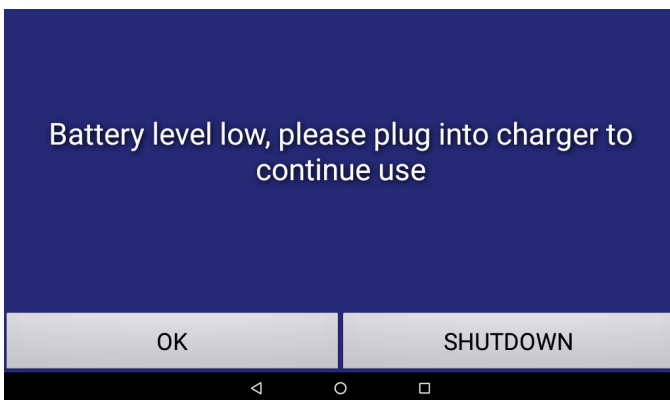 Battery level low, please plug into charger to
continue use
OK
SHUTDOWN